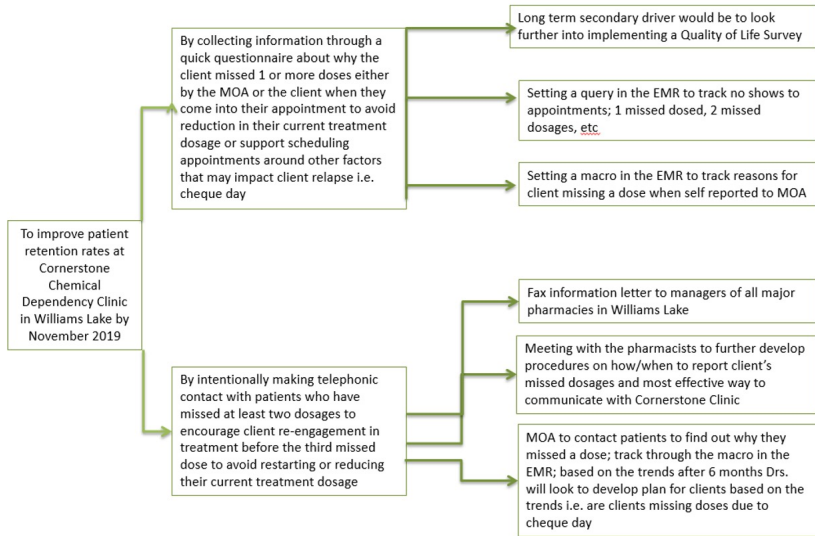 Long term secondary driver would be to look
further into implementing a Quality of Life Survey
By collecting information through a
quick questionnaire about why the
client missed 1 or more doses either
by the MOA or the client when they
come into their appointment to avoid
reduction in their current treatment
dosage or support scheduling
appointments around other factors
that may impact client relapse i.e.
cheque day
Setting a query in the EMR to track no shows to
appointments; 1 missed dosed, 2 missed
dosages, etc
Setting a macro in the EMR to track reasons for
client missing a dose when self reported to MOA
To improve patient
retention rates at
Cornerstone
Chemical
Dependency Clinic
in Williams Lake by
November 2019
Fax information letter to managers of all major
pharmacies in Williams Lake
Meeting with the pharmacists to further develop
procedures on how/when to report client's
missed dosages and most effective way to
communicate with Cornerstone Clinic
By intentionally making telephonic
contact with patients who have
missed at least two dosages to
encourage client re-engagement in
treatment before the third missed
dose to avoid restarting or reducing
their current treatment dosage
MOA to contact patients to find out why they
missed a dose; track through the macro in the
EMR; based on the trends after 6 months Drs.
will look to develop plan for clients based on the
trends i.e. are clients missing doses due to
cheque day